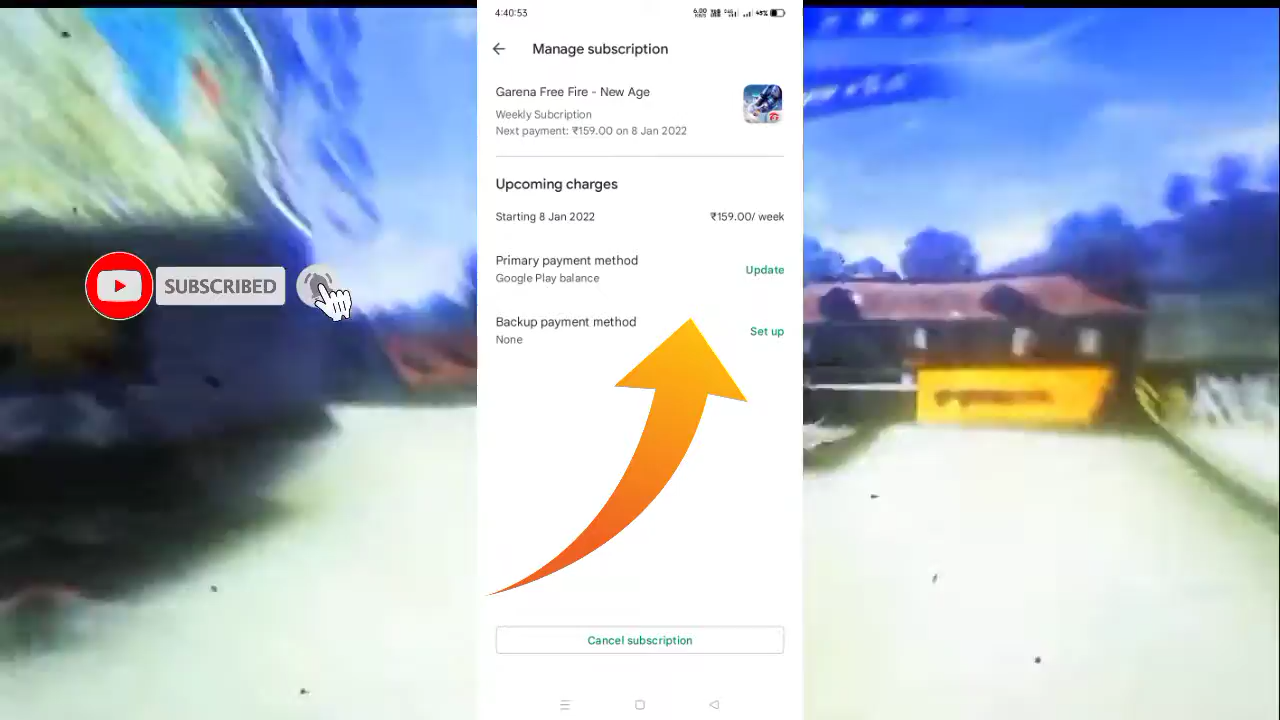 4:40:53
45%
Manage subscription
Garena Free Fire - New Age
Weekly Subcription
Next payment: ₹159.00 on 8 Jan 2022
Upcoming charges
Starting 8 Jan 2022 ₹159.00/ week
Primary payment method
Google Play balance
Update
Backup payment method
None
Set up
Cancel subscription
SUBSCRIBED